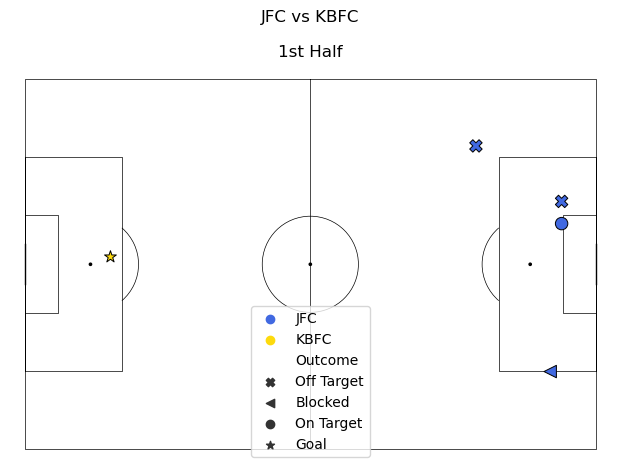 JFC vs KBFC
1st Half
JFC
KBFC
Outcome
Off Target
Blocked
On Target
Goal